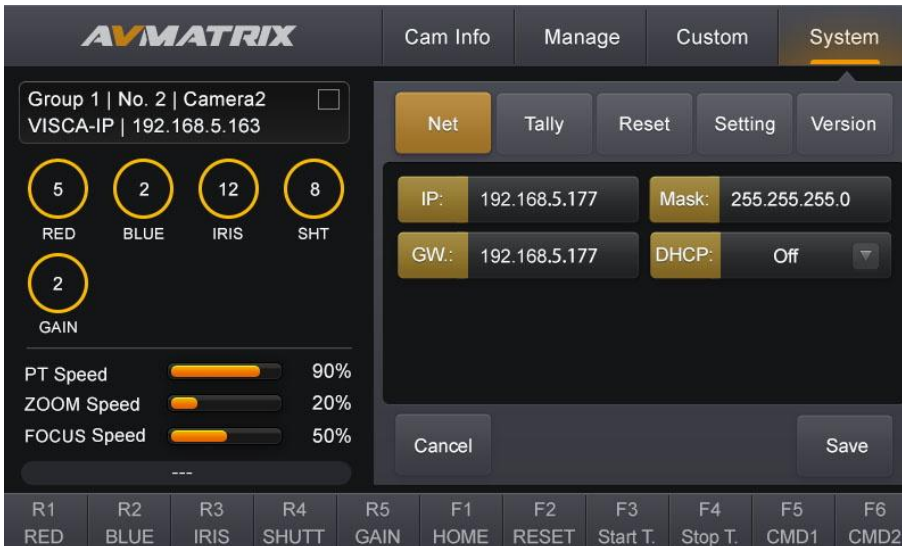 AVMATRIX
Cam Info Manage Custom System
Group 1 | No. 2 | Camera2
VISCA-IP | 192.168.5.163
5 2 12 8
RED BLUE IRIS SHT
2
GAIN
PT Speed 90%
ZOOM Speed 20%
FOCUS Speed 50%
---
Net Tally Reset Setting Version
IP: 192.168.5.177 Mask: 255.255.255.0
GW.: 192.168.5.177 DHCP: Off
Cancel Save
R1 R2 R3 R4 R5 F1 F2 F3 F4 F5 F6
RED BLUE IRIS SHUTT GAIN HOME RESET Start T. Stop T. CMD1 CMD2